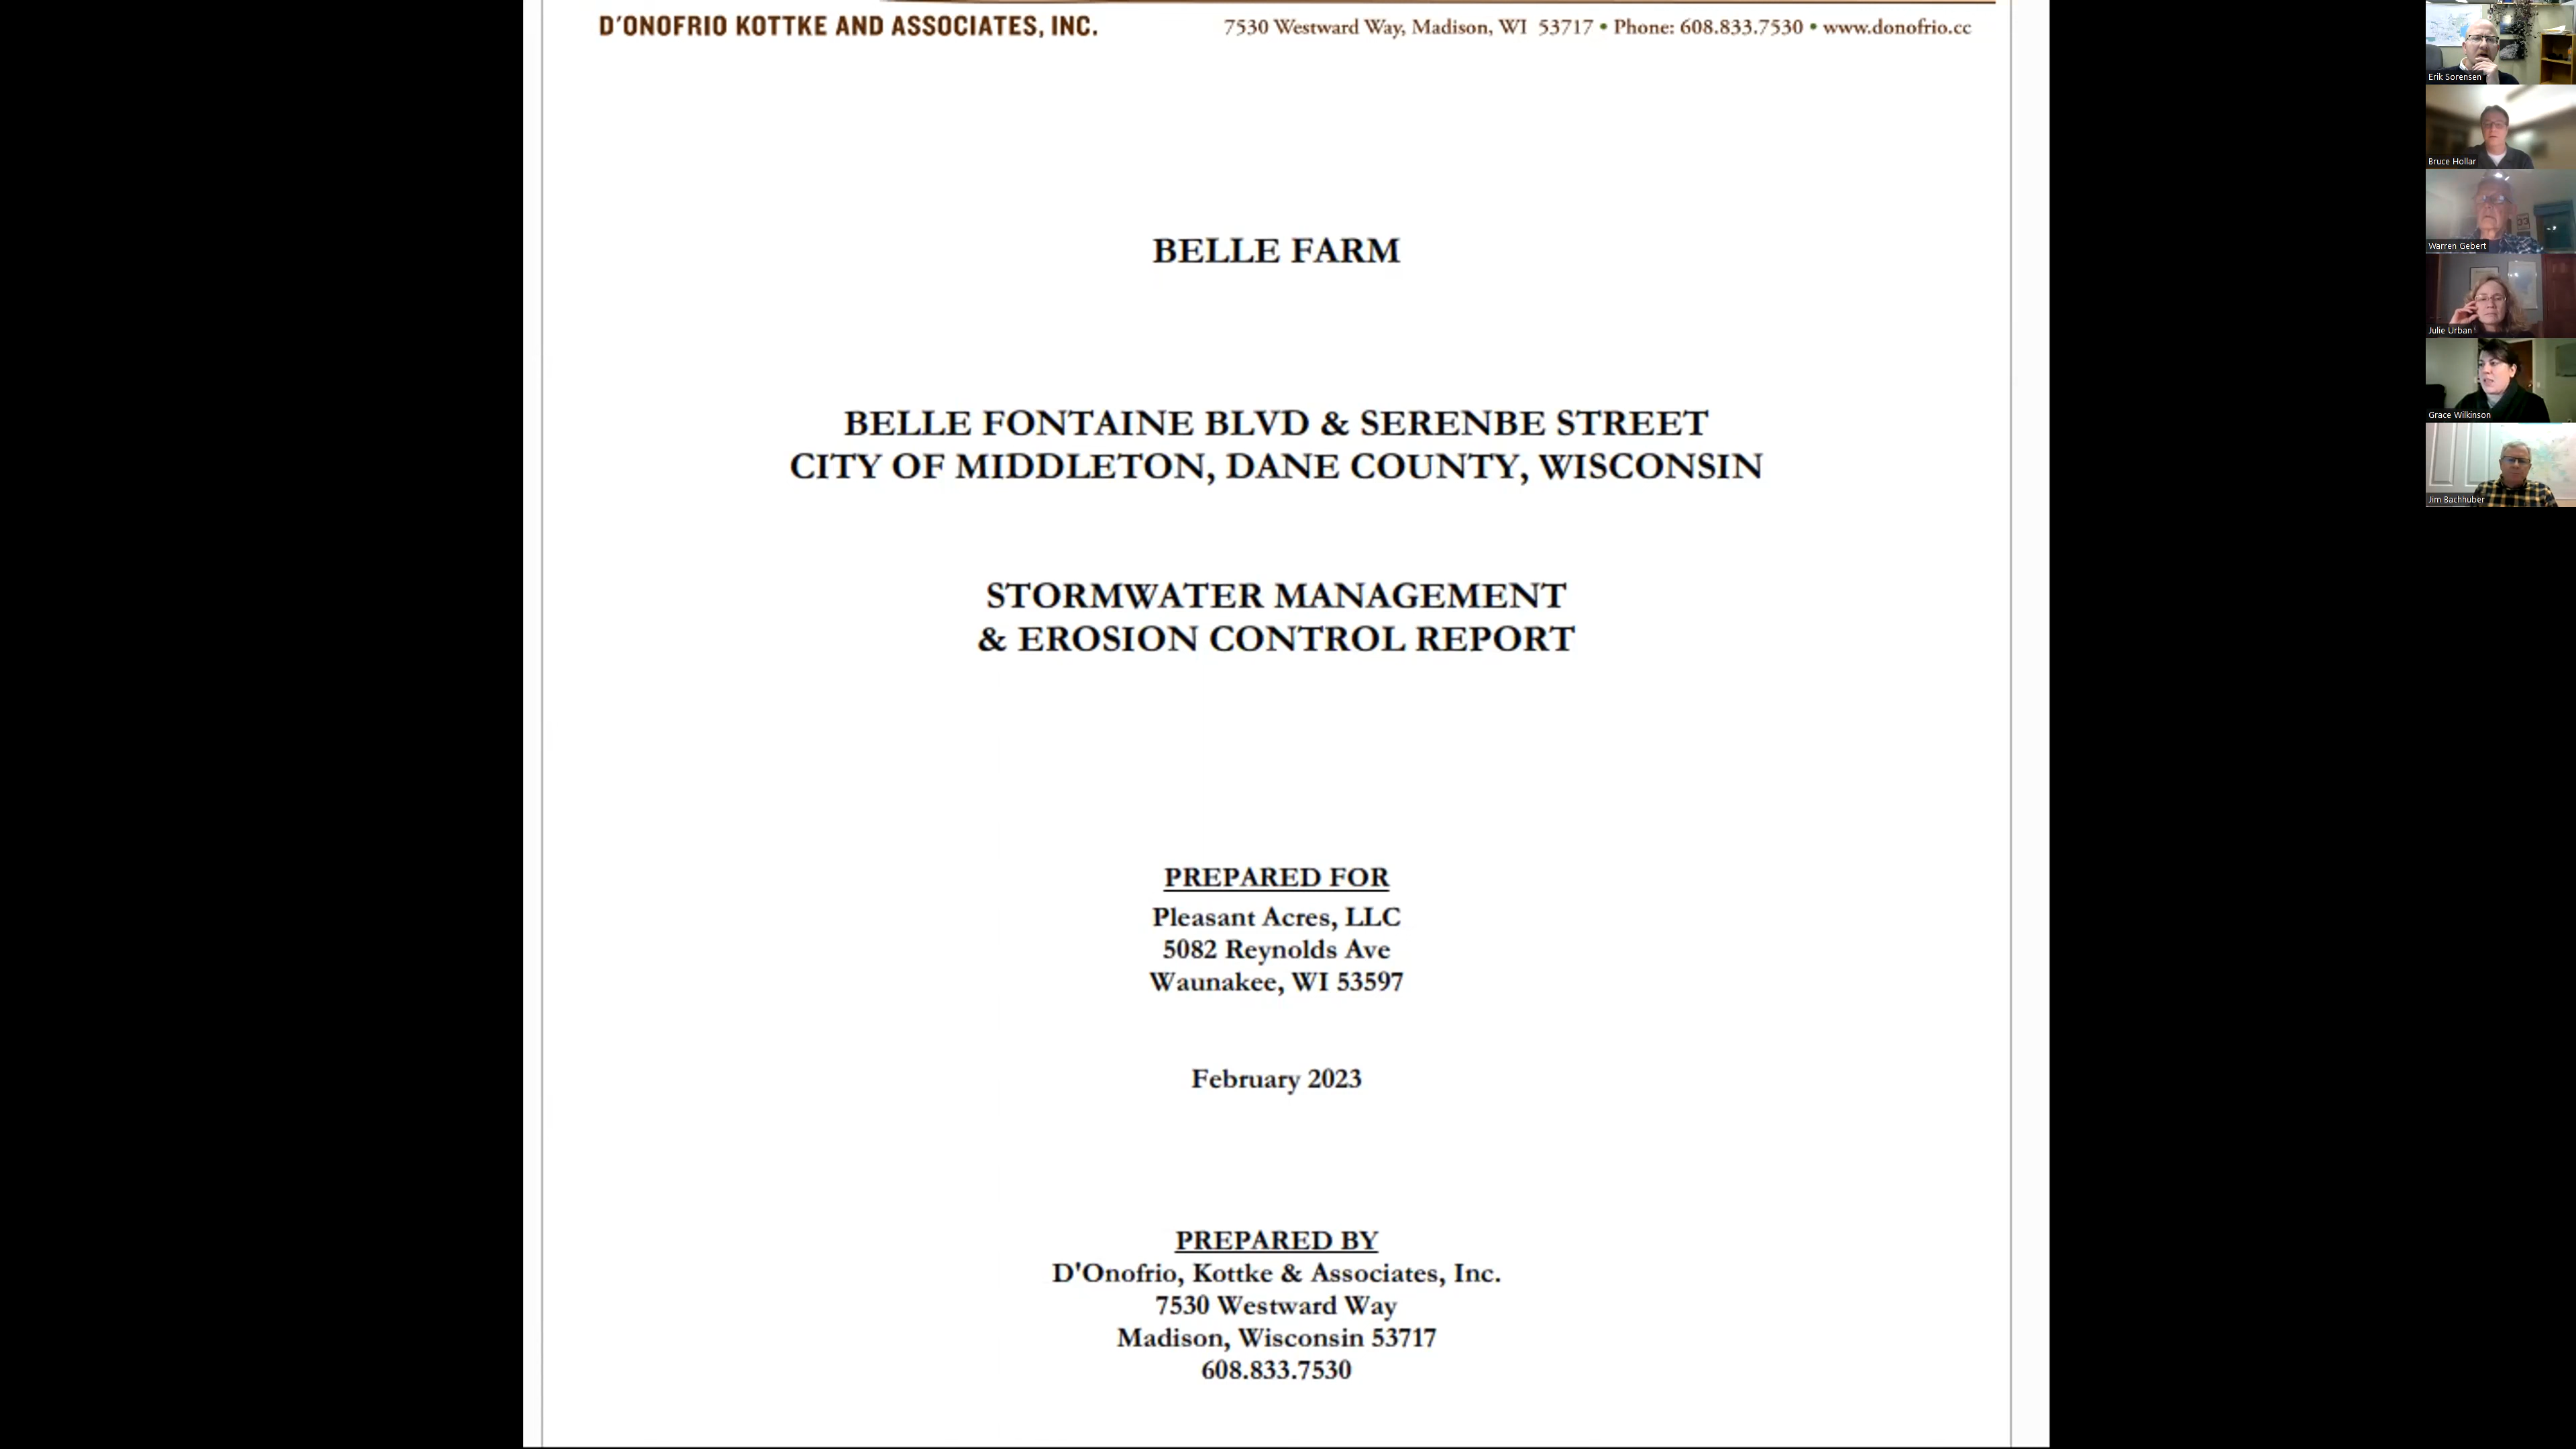 D'ONOFRIO KOTTKE AND ASSOCIATES, INC.
7530 Westward Way, Madison, WI 53717 • Phone: 608.833.7530 • www.donofrio.cc
BELLE FARM
BELLE FONTAINE BLVD & SERENBE STREET
CITY OF MIDDLETON, DANE COUNTY, WISCONSIN
STORMWATER MANAGEMENT
& EROSION CONTROL REPORT
PREPARED FOR
Pleasant Acres, LLC
5082 Reynolds Ave
Waunakee, WI 53597
February 2023
PREPARED BY
D'Onofrio, Kottke & Associates, Inc.
7530 Westward Way
Madison, Wisconsin 53717
608.833.7530
Erik Sorensen
Bruce Hollar
Warren Gebert
Julie Urban
Grace Wilkinson
Jim Bachhuber